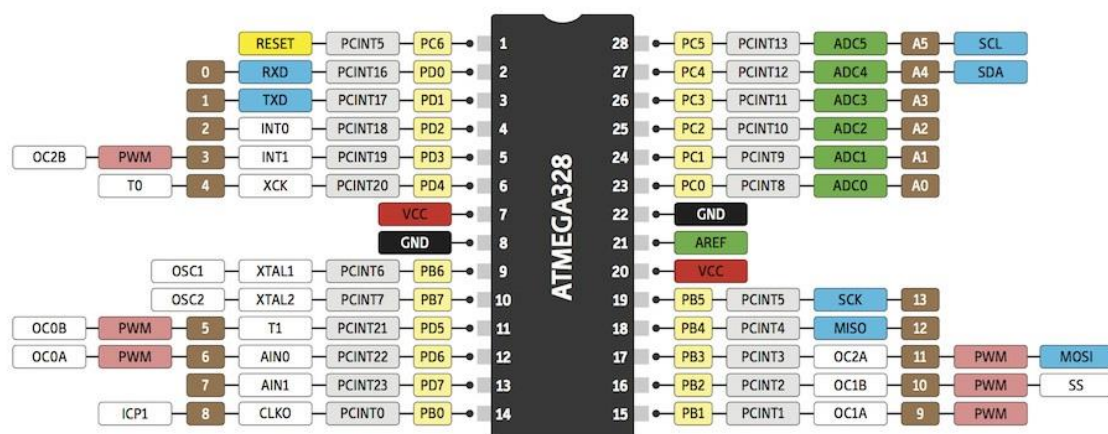 RESET PCINT5 PC6 1 28 PC5 PCINT13 ADC5 A5 SCL
0 RXD PCINT16 PD0 2 27 PC4 PCINT12 ADC4 A4 SDA
1 TXD PCINT17 PD1 3 26 PC3 PCINT11 ADC3 A3
2 INT0 PCINT18 PD2 4 25 PC2 PCINT10 ADC2 A2
OC2B PWM 3 INT1 PCINT19 PD3 5 24 PC1 PCINT9 ADC1 A1
T0 4 XCK PCINT20 PD4 6 23 PC0 PCINT8 ADC0 A0
VCC 7 22 GND
GND 8 21 AREF
OSC1 XTAL1 PCINT6 PB6 9 20 VCC
OSC2 XTAL2 PCINT7 PB7 10 19 PB5 PCINT5 SCK 13
OC0B PWM 5 T1 PCINT21 PD5 11 18 PB4 PCINT4 MISO 12
OC0A PWM 6 AIN0 PCINT22 PD6 12 17 PB3 PCINT3 OC2A 11 PWM MOSI
7 AIN1 PCINT23 PD7 13 16 PB2 PCINT2 OC1B 10 PWM SS
ICP1 8 CLKO PCINT0 PB0 14 15 PB1 PCINT1 OC1A 9 PWM
ATMEGA328